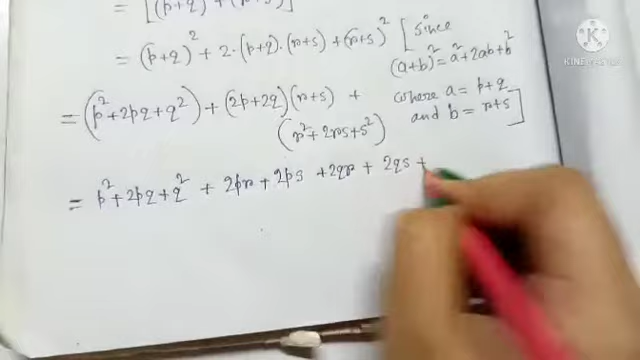 = [(p+q)+(r+s)]
= (p+q)² + 2·(p+q)·(r+s) + (r+s)² [since
(a+b)² = a²+2ab+b²
= (p²+2pq+q²) + (2p+2q)(r+s) + where a = p+q
(r²+2rs+s²) and b = r+s]
= p²+2pq+q² + 2pr + 2ps + 2qr + 2qs +
K
KINEMASTER